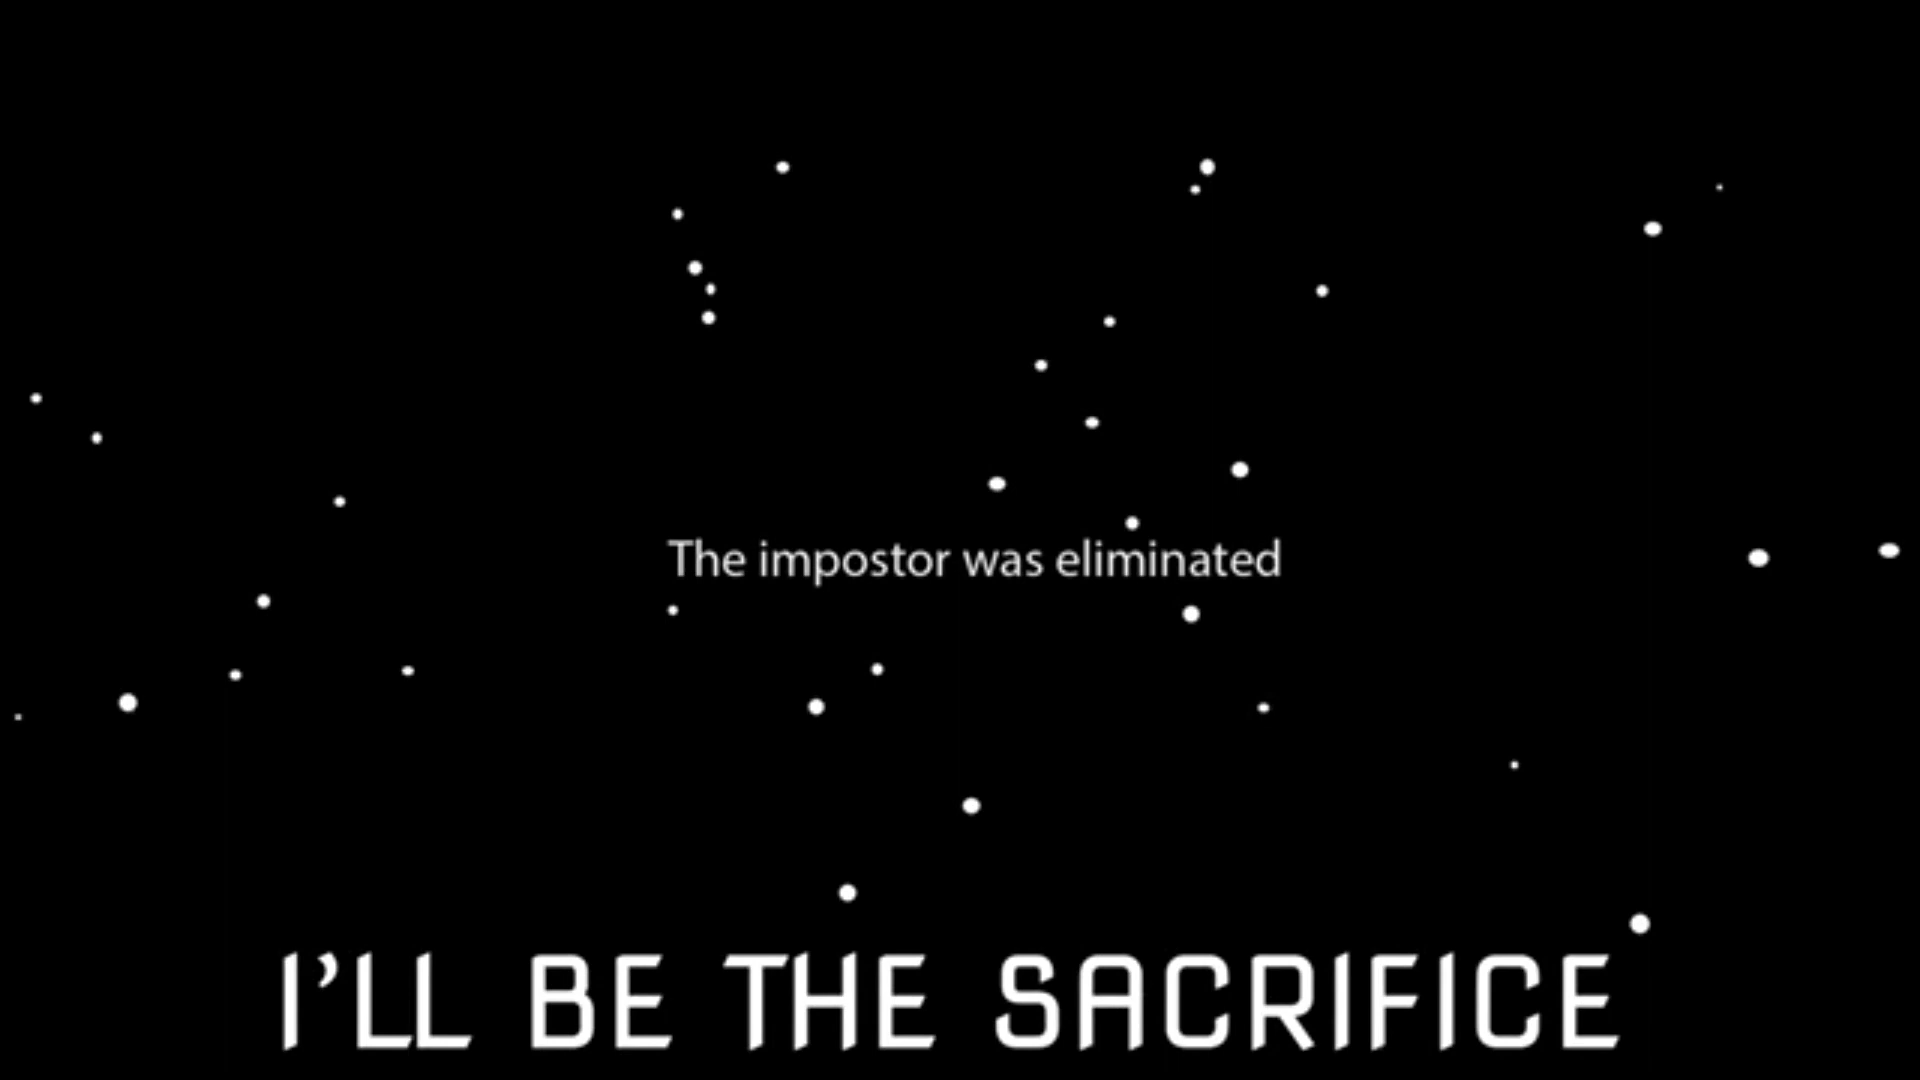 The impostor was eliminated
I’LL BE THE SACRIFICE